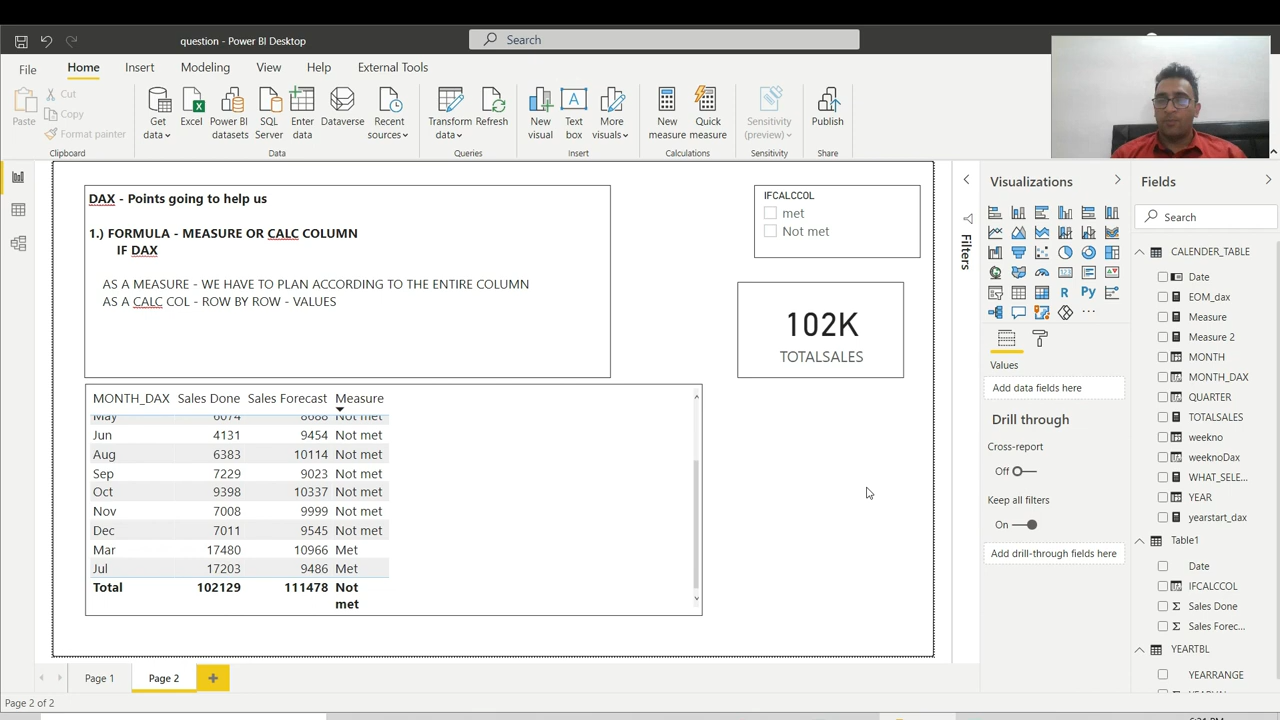 question - Power BI Desktop
Search
File
Home
Insert
Modeling
View
Help
External Tools
Paste
Cut
Copy
Format painter
Clipboard
Get data
Excel
Power BI datasets
SQL Server
Enter data
Dataverse
Recent sources
Data
Transform data
Refresh
Queries
New visual
Text box
More visuals
Insert
New measure
Quick measure
Calculations
Sensitivity (preview)
Sensitivity
Publish
Share
DAX - Points going to help us
1.) FORMULA - MEASURE OR CALC COLUMN
IF DAX
AS A MEASURE - WE HAVE TO PLAN ACCORDING TO THE ENTIRE COLUMN
AS A CALC COL - ROW BY ROW - VALUES
IFCALCCOL
met
Not met
102K
TOTALSALES
MONTH_DAX Sales Done Sales Forecast Measure
May 6074 8688 Not met
Jun 4131 9454 Not met
Aug 6383 10114 Not met
Sep 7229 9023 Not met
Oct 9398 10337 Not met
Nov 7008 9999 Not met
Dec 7011 9545 Not met
Mar 17480 10966 Met
Jul 17203 9486 Met
Total 102129 111478 Not
met
Filters
Visualizations
R Py
Values
Add data fields here
Drill through
Cross-report
Off
Keep all filters
On
Add drill-through fields here
Fields
Search
CALENDER_TABLE
Date
EOM_dax
Measure
Measure 2
MONTH
MONTH_DAX
QUARTER
TOTALSALES
weekno
weeknoDax
WHAT_SELE...
YEAR
yearstart_dax
Table1
Date
IFCALCCOL
Sales Done
Sales Forec...
YEARTBL
YEARRANGE
Page 1
Page 2
Page 2 of 2